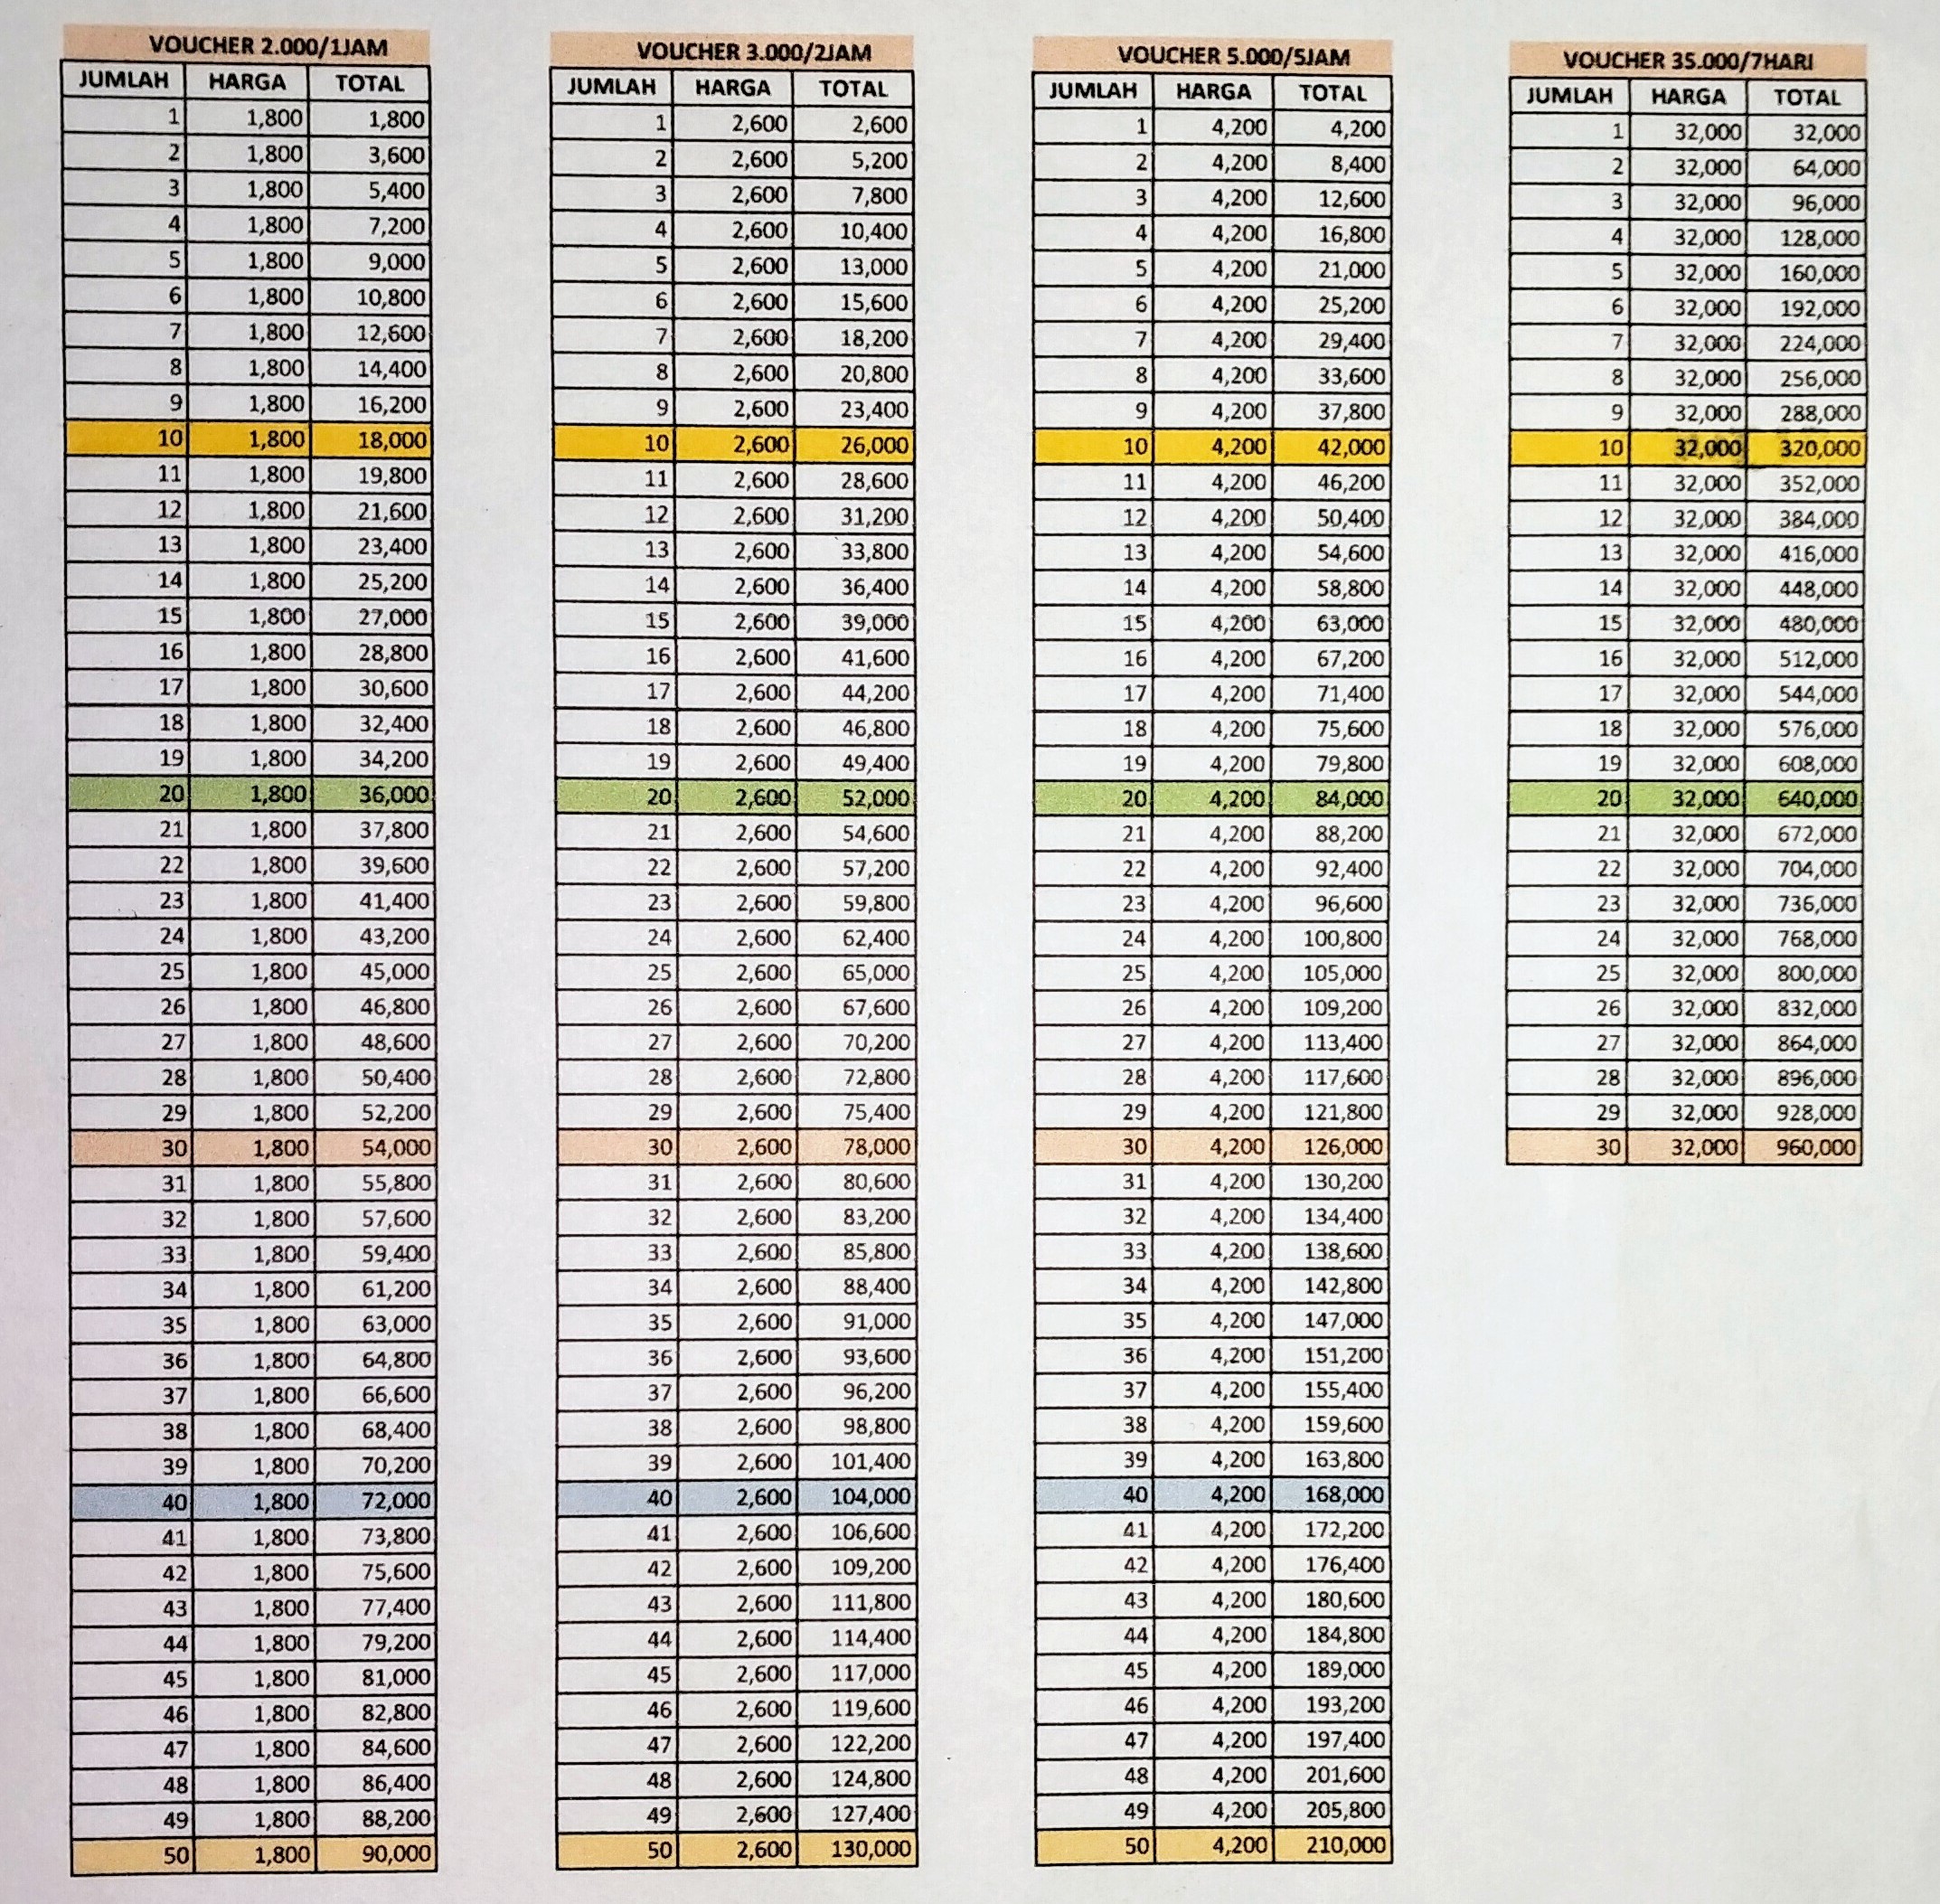 VOUCHER 2.000/1JAM
JUMLAH HARGA TOTAL
1 1,800 1,800
2 1,800 3,600
3 1,800 5,400
4 1,800 7,200
5 1,800 9,000
6 1,800 10,800
7 1,800 12,600
8 1,800 14,400
9 1,800 16,200
10 1,800 18,000
11 1,800 19,800
12 1,800 21,600
13 1,800 23,400
14 1,800 25,200
15 1,800 27,000
16 1,800 28,800
17 1,800 30,600
18 1,800 32,400
19 1,800 34,200
20 1,800 36,000
21 1,800 37,800
22 1,800 39,600
23 1,800 41,400
24 1,800 43,200
25 1,800 45,000
26 1,800 46,800
27 1,800 48,600
28 1,800 50,400
29 1,800 52,200
30 1,800 54,000
31 1,800 55,800
32 1,800 57,600
33 1,800 59,400
34 1,800 61,200
35 1,800 63,000
36 1,800 64,800
37 1,800 66,600
38 1,800 68,400
39 1,800 70,200
40 1,800 72,000
41 1,800 73,800
42 1,800 75,600
43 1,800 77,400
44 1,800 79,200
45 1,800 81,000
46 1,800 82,800
47 1,800 84,600
48 1,800 86,400
49 1,800 88,200
50 1,800 90,000
VOUCHER 3.000/2JAM
JUMLAH HARGA TOTAL
1 2,600 2,600
2 2,600 5,200
3 2,600 7,800
4 2,600 10,400
5 2,600 13,000
6 2,600 15,600
7 2,600 18,200
8 2,600 20,800
9 2,600 23,400
10 2,600 26,000
11 2,600 28,600
12 2,600 31,200
13 2,600 33,800
14 2,600 36,400
15 2,600 39,000
16 2,600 41,600
17 2,600 44,200
18 2,600 46,800
19 2,600 49,400
20 2,600 52,000
21 2,600 54,600
22 2,600 57,200
23 2,600 59,800
24 2,600 62,400
25 2,600 65,000
26 2,600 67,600
27 2,600 70,200
28 2,600 72,800
29 2,600 75,400
30 2,600 78,000
31 2,600 80,600
32 2,600 83,200
33 2,600 85,800
34 2,600 88,400
35 2,600 91,000
36 2,600 93,600
37 2,600 96,200
38 2,600 98,800
39 2,600 101,400
40 2,600 104,000
41 2,600 106,600
42 2,600 109,200
43 2,600 111,800
44 2,600 114,400
45 2,600 117,000
46 2,600 119,600
47 2,600 122,200
48 2,600 124,800
49 2,600 127,400
50 2,600 130,000
VOUCHER 5.000/5JAM
JUMLAH HARGA TOTAL
1 4,200 4,200
2 4,200 8,400
3 4,200 12,600
4 4,200 16,800
5 4,200 21,000
6 4,200 25,200
7 4,200 29,400
8 4,200 33,600
9 4,200 37,800
10 4,200 42,000
11 4,200 46,200
12 4,200 50,400
13 4,200 54,600
14 4,200 58,800
15 4,200 63,000
16 4,200 67,200
17 4,200 71,400
18 4,200 75,600
19 4,200 79,800
20 4,200 84,000
21 4,200 88,200
22 4,200 92,400
23 4,200 96,600
24 4,200 100,800
25 4,200 105,000
26 4,200 109,200
27 4,200 113,400
28 4,200 117,600
29 4,200 121,800
30 4,200 126,000
31 4,200 130,200
32 4,200 134,400
33 4,200 138,600
34 4,200 142,800
35 4,200 147,000
36 4,200 151,200
37 4,200 155,400
38 4,200 159,600
39 4,200 163,800
40 4,200 168,000
41 4,200 172,200
42 4,200 176,400
43 4,200 180,600
44 4,200 184,800
45 4,200 189,000
46 4,200 193,200
47 4,200 197,400
48 4,200 201,600
49 4,200 205,800
50 4,200 210,000
VOUCHER 35.000/7HARI
JUMLAH HARGA TOTAL
1 32,000 32,000
2 32,000 64,000
3 32,000 96,000
4 32,000 128,000
5 32,000 160,000
6 32,000 192,000
7 32,000 224,000
8 32,000 256,000
9 32,000 288,000
10 32,000 320,000
11 32,000 352,000
12 32,000 384,000
13 32,000 416,000
14 32,000 448,000
15 32,000 480,000
16 32,000 512,000
17 32,000 544,000
18 32,000 576,000
19 32,000 608,000
20 32,000 640,000
21 32,000 672,000
22 32,000 704,000
23 32,000 736,000
24 32,000 768,000
25 32,000 800,000
26 32,000 832,000
27 32,000 864,000
28 32,000 896,000
29 32,000 928,000
30 32,000 960,000